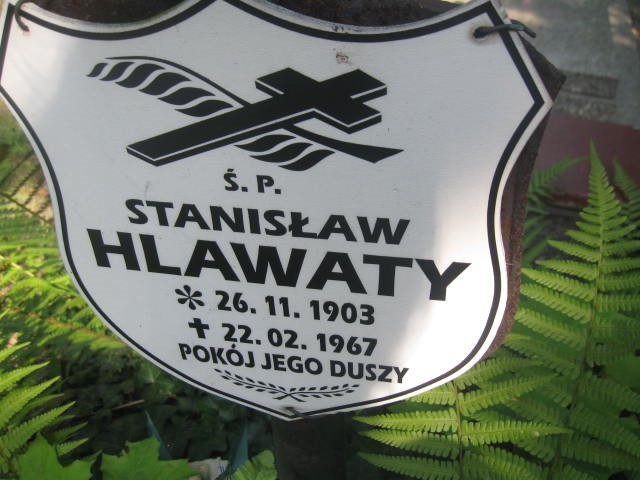 Ś. P.
STANISŁAW
HLAWATY
* 26. 11. 1903
✝ 22. 02. 1967
POKÓJ JEGO DUSZY